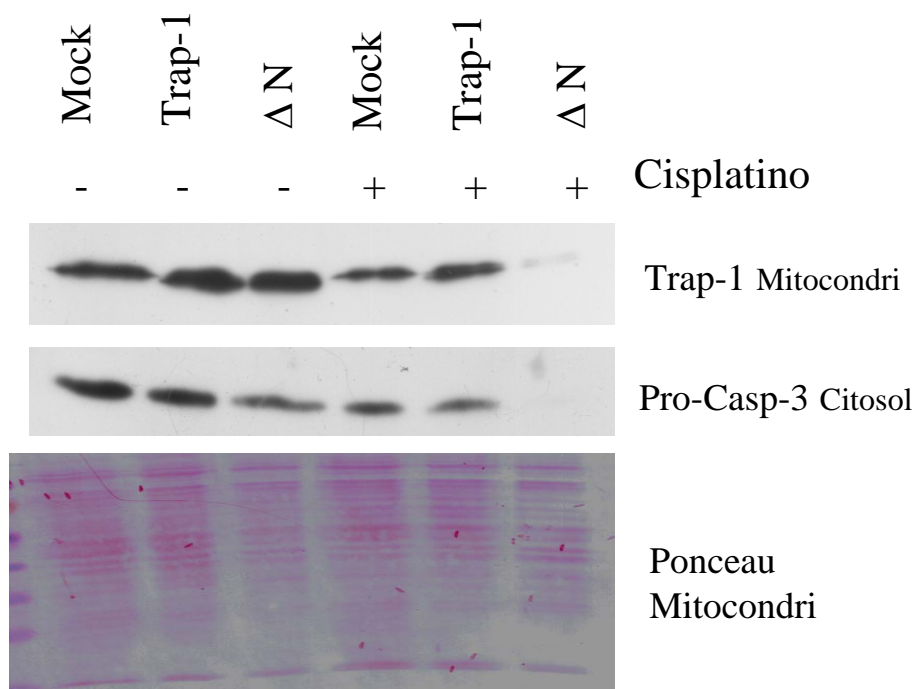 Mock Trap-1 Δ N Mock Trap-1 Δ N
- - - + + + Cisplatino
Trap-1 Mitocondri
Pro-Casp-3 Citosol
Ponceau
Mitocondri